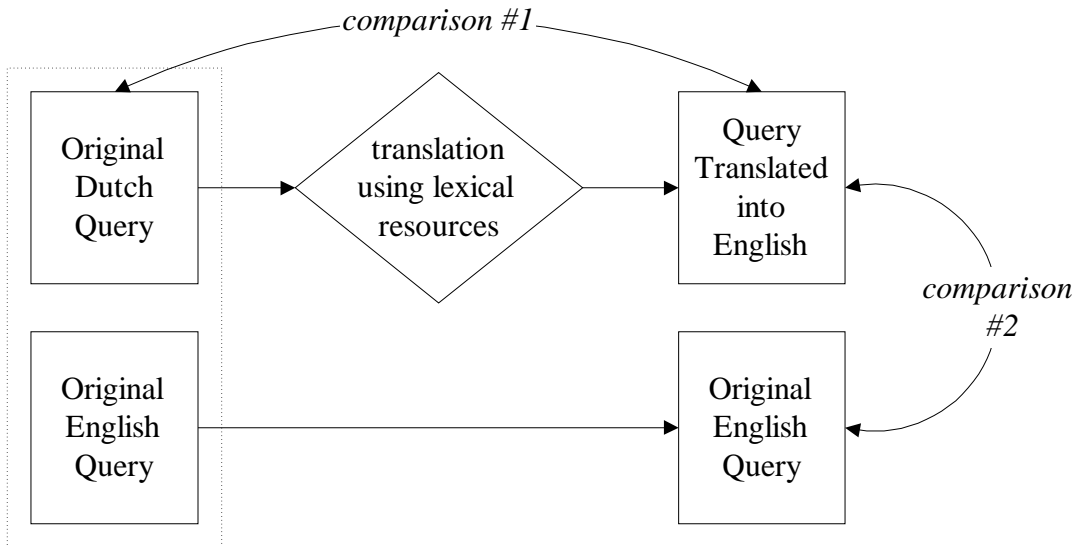 comparison #1
Original
Dutch
Query
translation
using lexical
resources
Query
Translated
into
English
comparison
#2
Original
English
Query
Original
English
Query